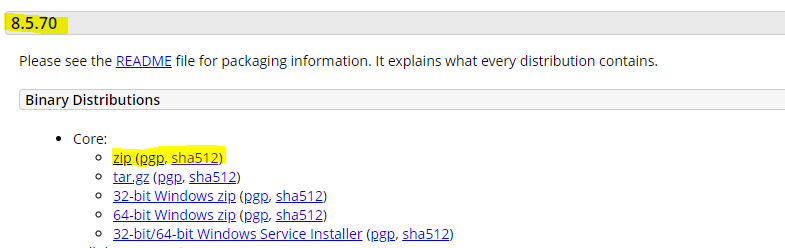 8.5.70
Please see the README file for packaging information. It explains what every distribution contains.
Binary Distributions
Core:
zip (pgp, sha512)
tar.gz (pgp, sha512)
32-bit Windows zip (pgp, sha512)
64-bit Windows zip (pgp, sha512)
32-bit/64-bit Windows Service Installer (pgp, sha512)